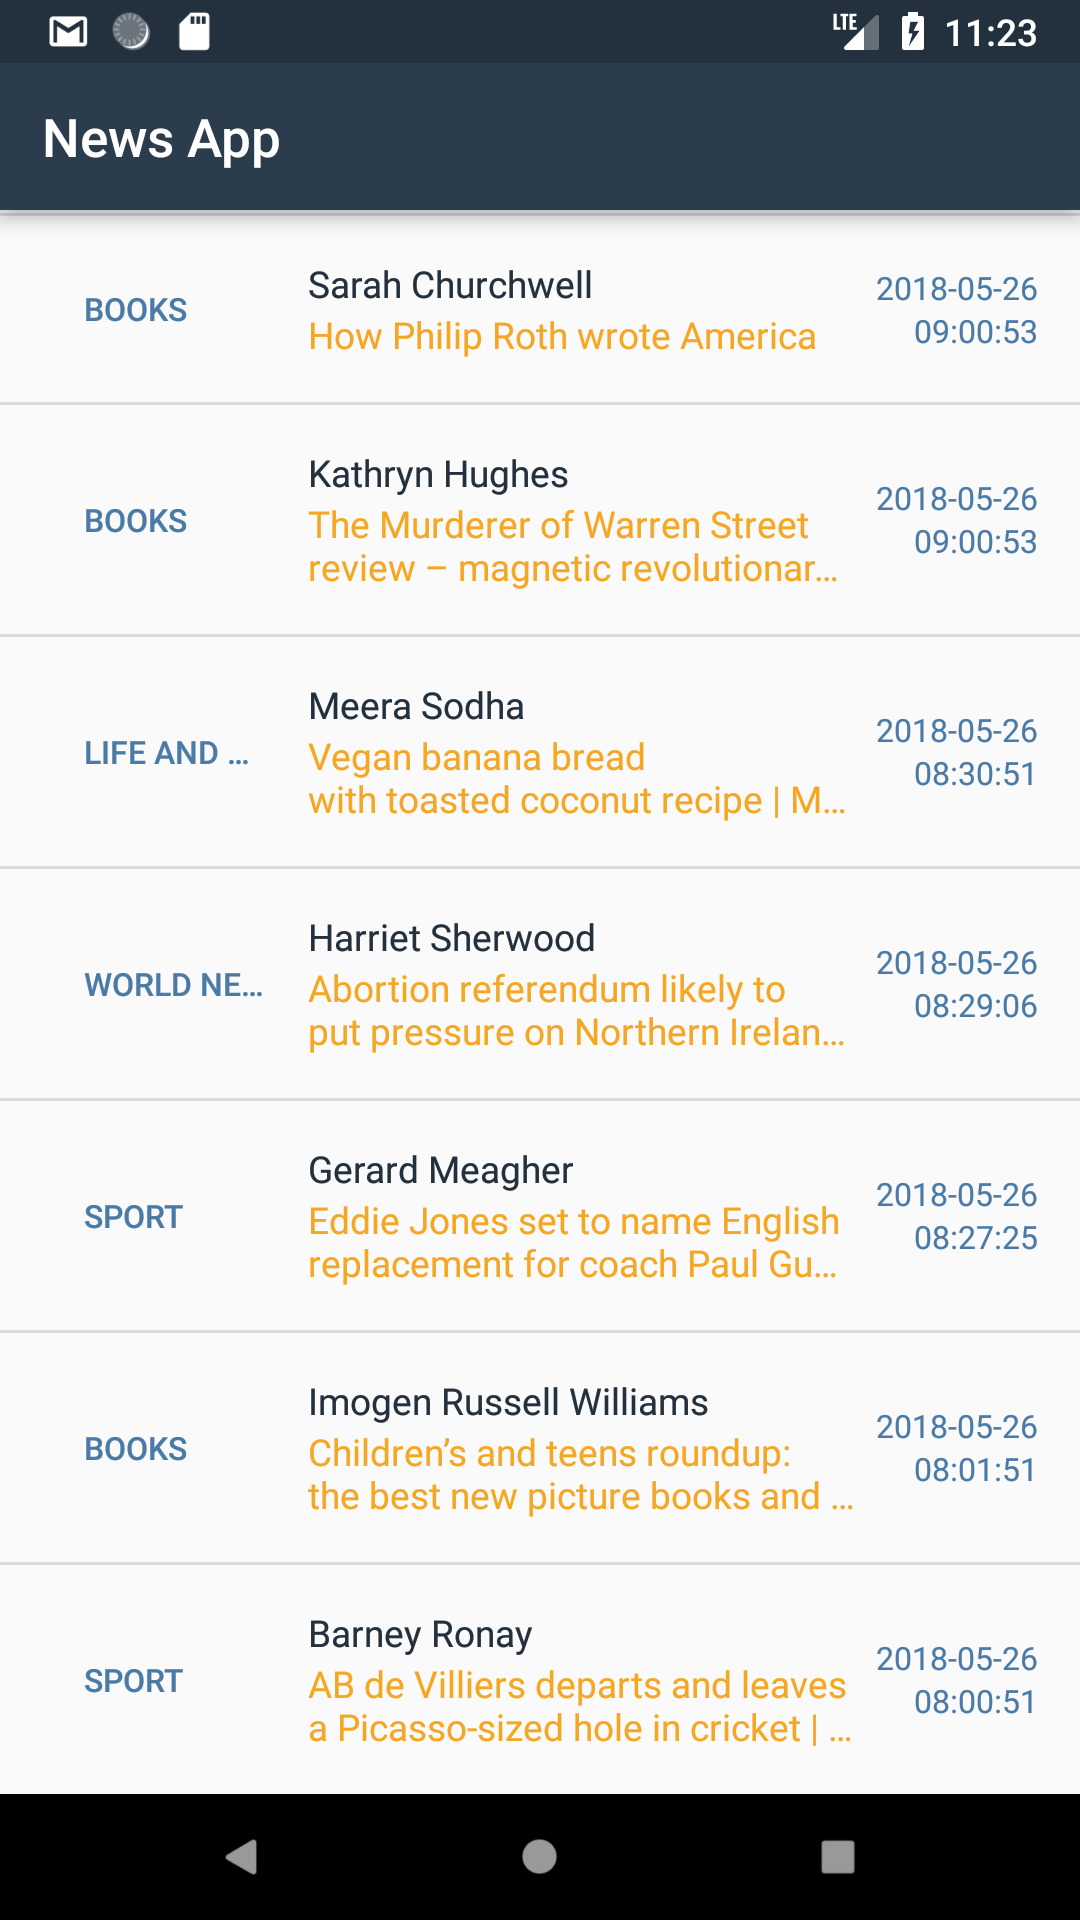 LTE 11:23
News App
BOOKS
Sarah Churchwell
How Philip Roth wrote America
2018-05-26
09:00:53
BOOKS
Kathryn Hughes
The Murderer of Warren Street
review – magnetic revolutionar…
2018-05-26
09:00:53
LIFE AND …
Meera Sodha
Vegan banana bread
with toasted coconut recipe | M…
2018-05-26
08:30:51
WORLD NE…
Harriet Sherwood
Abortion referendum likely to
put pressure on Northern Irelan…
2018-05-26
08:29:06
SPORT
Gerard Meagher
Eddie Jones set to name English
replacement for coach Paul Gu…
2018-05-26
08:27:25
BOOKS
Imogen Russell Williams
Children’s and teens roundup:
the best new picture books and …
2018-05-26
08:01:51
SPORT
Barney Ronay
AB de Villiers departs and leaves
a Picasso-sized hole in cricket | …
2018-05-26
08:00:51